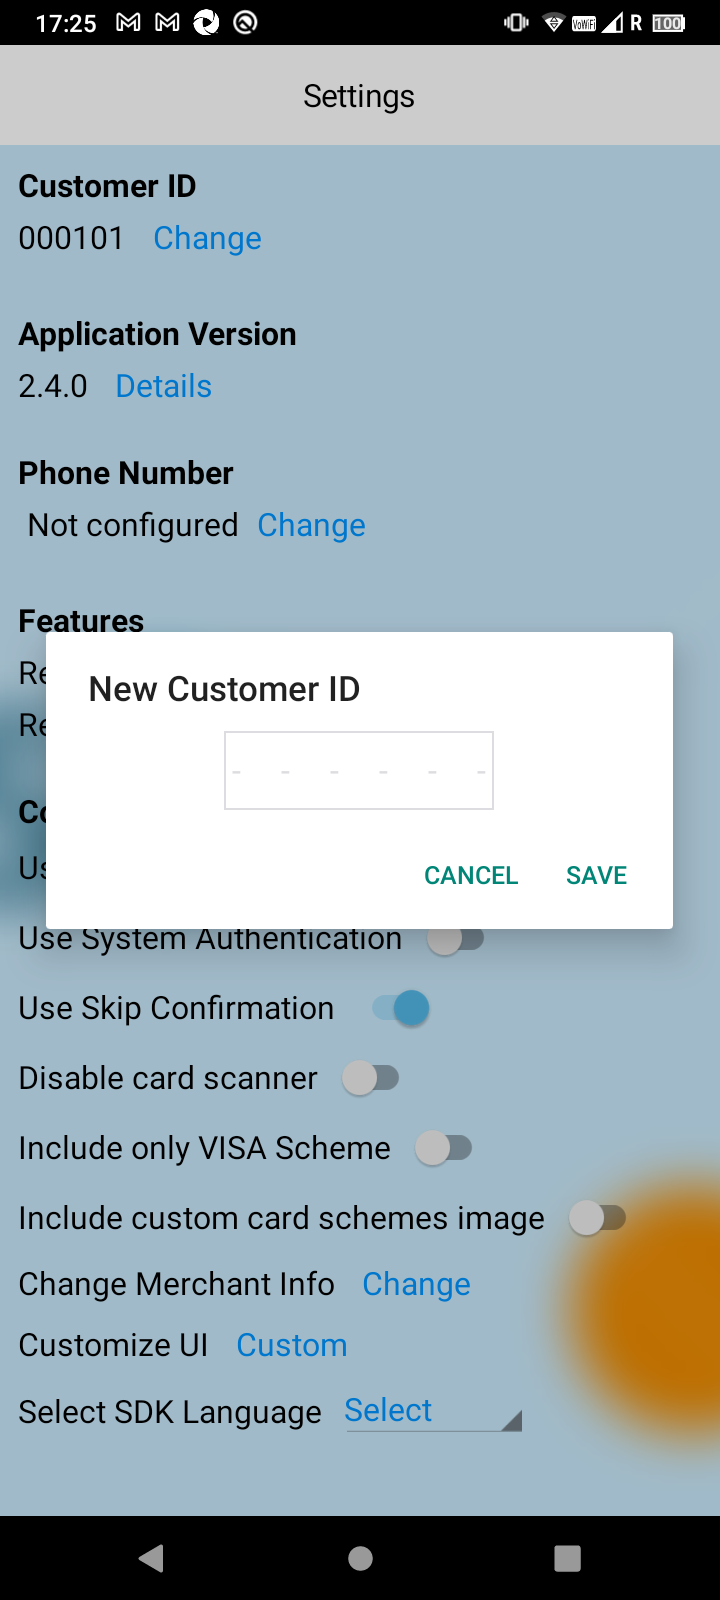 17:25 VoWiFi R 100
Settings
Customer ID
000101 Change
Application Version
2.4.0 Details
Phone Number
Not configured Change
Features
Re
Re
New Customer ID
- - - - - -
Co
Us
CANCEL SAVE
Use System Authentication
Use Skip Confirmation
Disable card scanner
Include only VISA Scheme
Include custom card schemes image
Change Merchant Info Change
Customize UI Custom
Select SDK Language Select